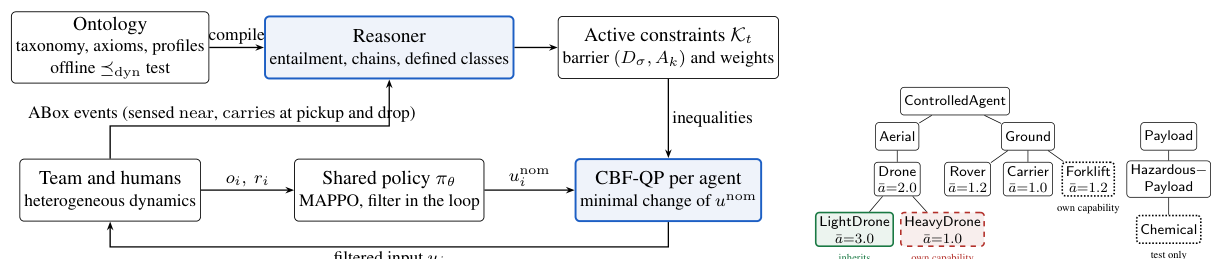 Ontology
taxonomy, axioms, profiles
offline ⪯dyn test
compile
Reasoner
entailment, chains, defined classes
Active constraints 𝒦t
barrier (Dσ, Ak) and weights
ABox events (sensed near, carries at pickup and drop)
inequalities
Team and humans
heterogeneous dynamics
oi, ri
Shared policy πθ
MAPPO, filter in the loop
ui^nom
CBF-QP per agent
minimal change of u^nom
filtered input u
ControlledAgent
Aerial
Ground
Payload
Drone
ā=2.0
Rover
ā=1.2
Carrier
ā=1.0
Forklift
ā=1.2
own capability
Hazardous−
Payload
LightDrone
ā=3.0
inherits
HeavyDrone
ā=1.0
own capability
Chemical
test only